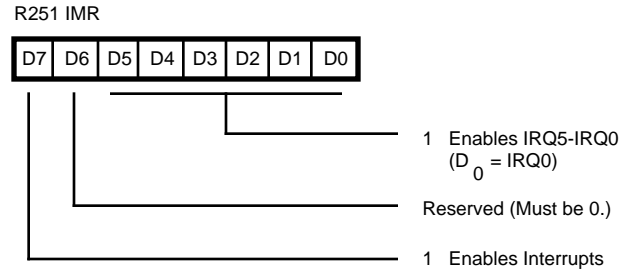 R251 IMR
D7 D6 D5 D4 D3 D2 D1 D0
1 Enables IRQ5-IRQ0
(D0 = IRQ0)
Reserved (Must be 0.)
1 Enables Interrupts